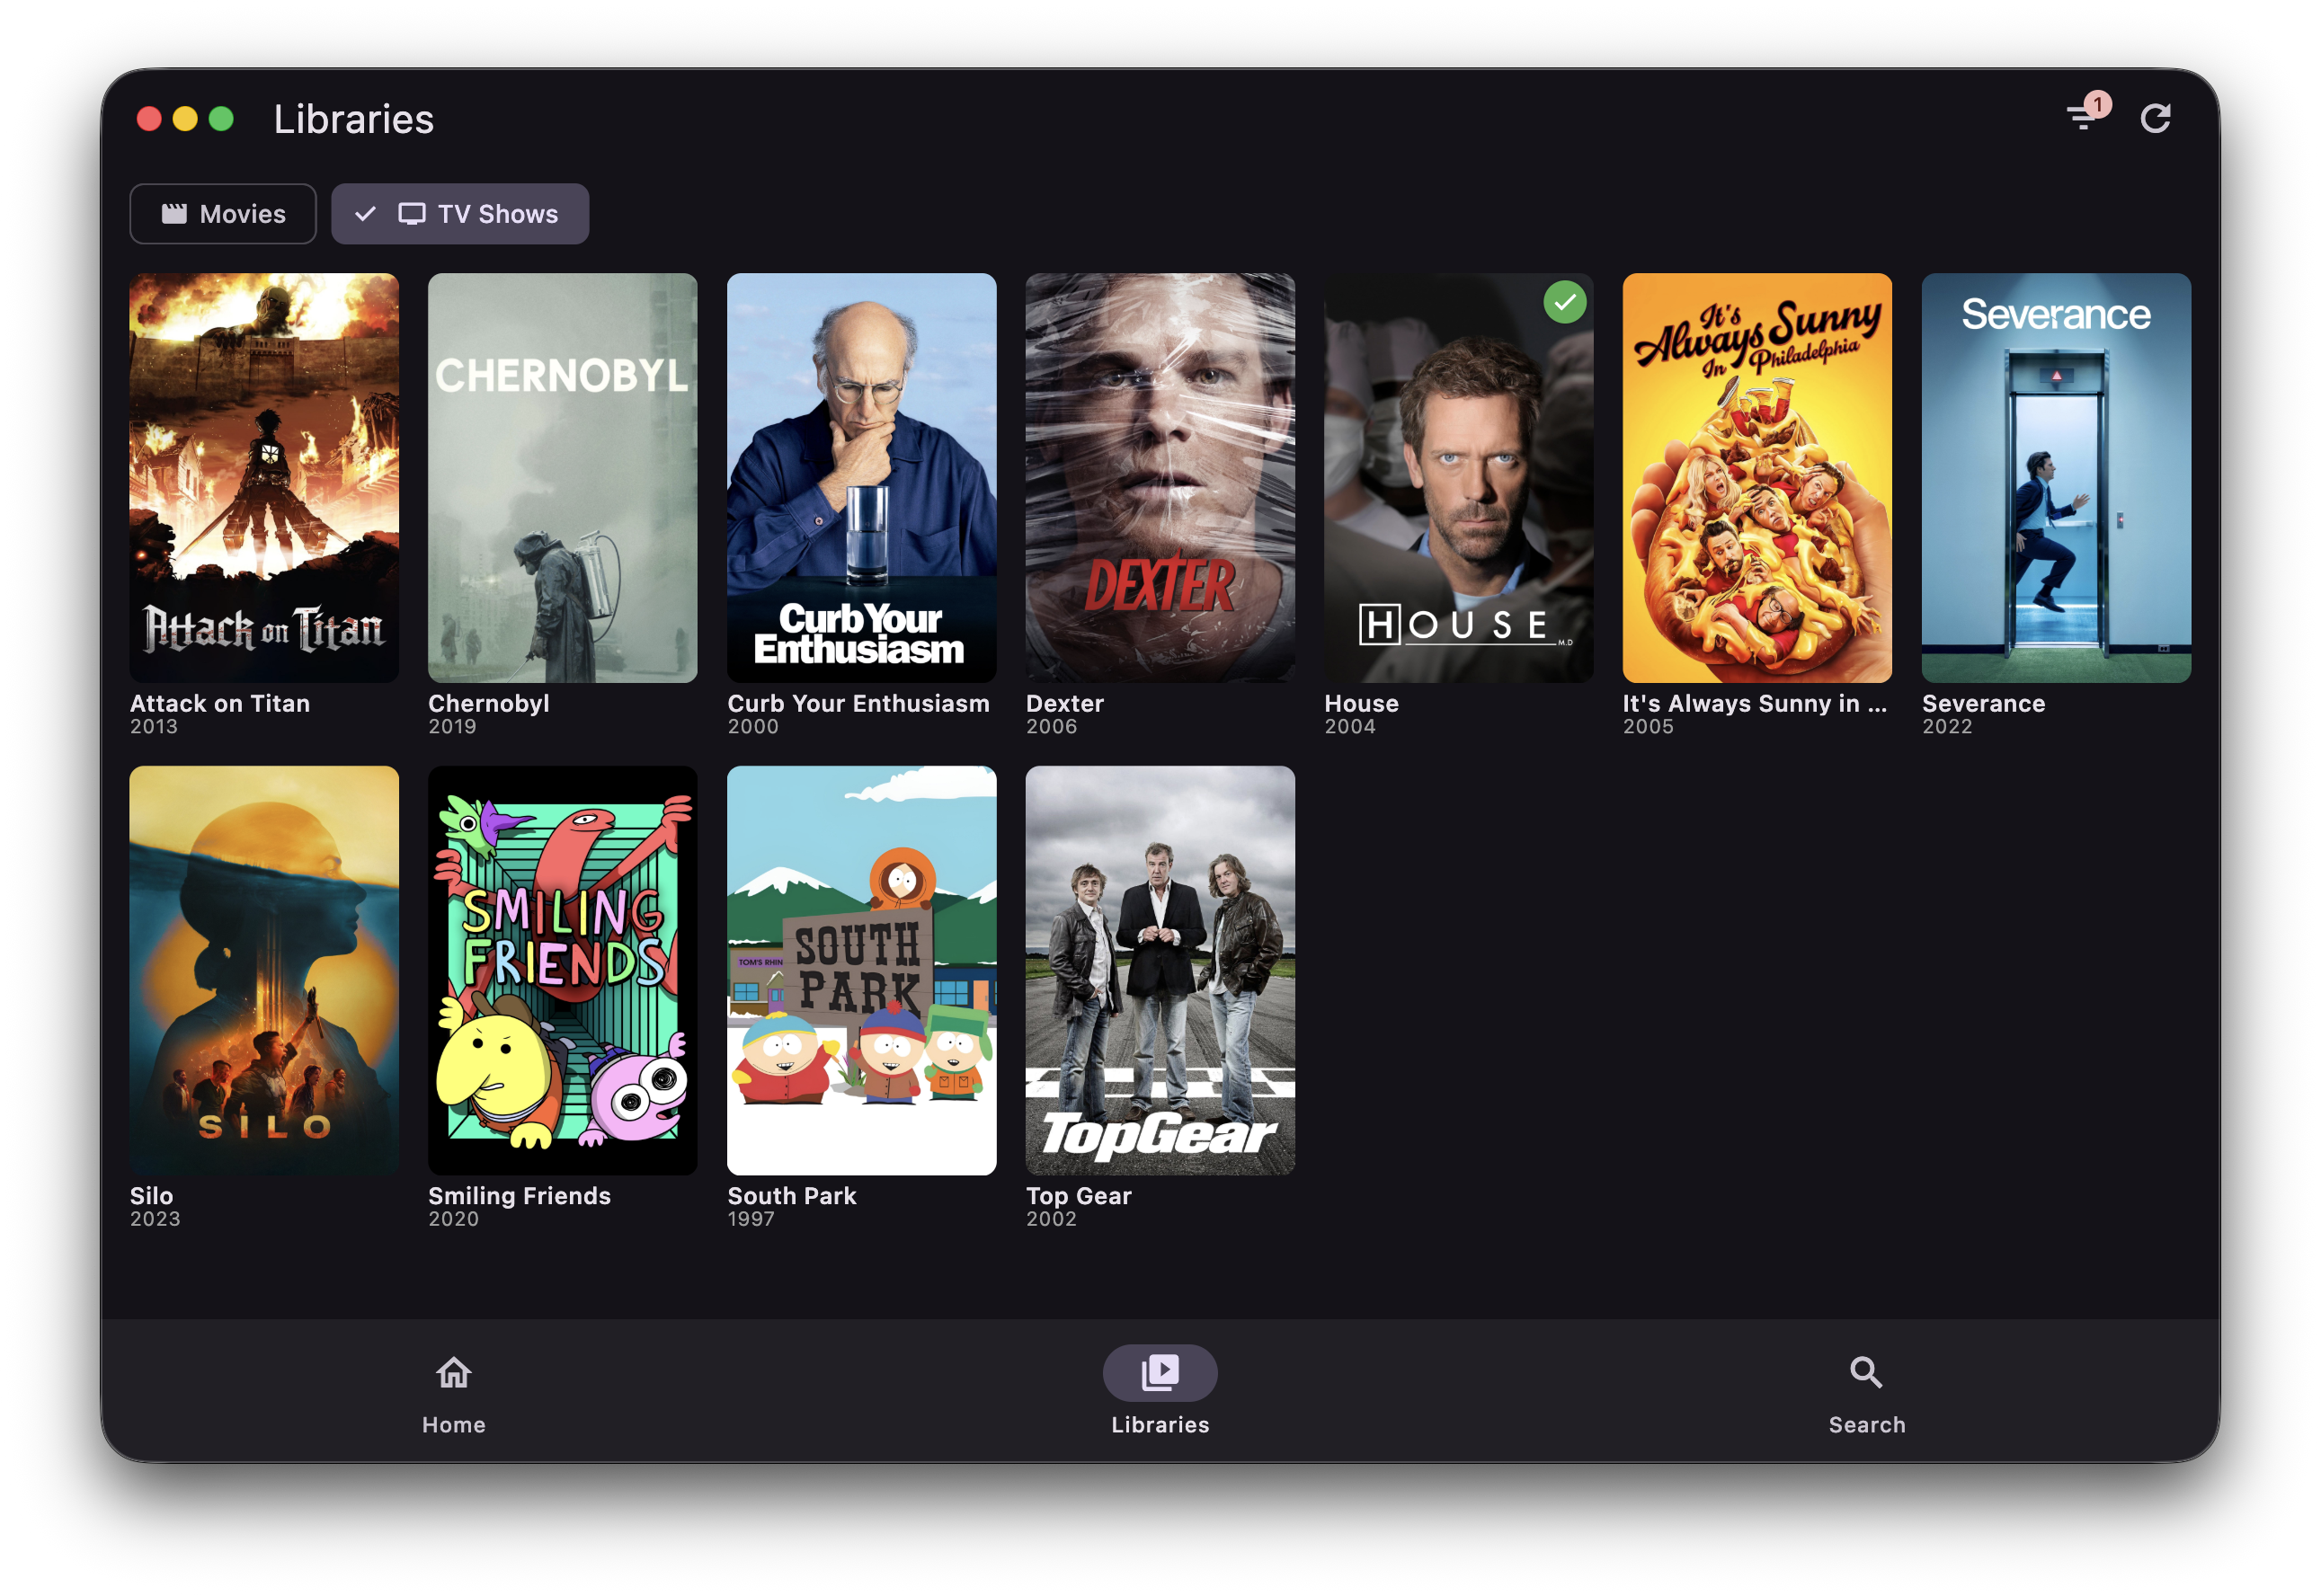 Libraries
1
Movies
TV Shows
Attack on Titan
CHERNOBYL
Curb Your
Enthusiasm
DEXTER
HOUSE
M.D
It's
Always Sunny
In Philadelphia
Severance
Attack on Titan
2013
Chernobyl
2019
Curb Your Enthusiasm
2000
Dexter
2006
House
2004
It's Always Sunny in ...
2005
Severance
2022
SILO
SMILING
FRIENDS
TOM'S RHIN
SOUTH
PARK
TopGear
Silo
2023
Smiling Friends
2020
South Park
1997
Top Gear
2002
Home
Libraries
Search